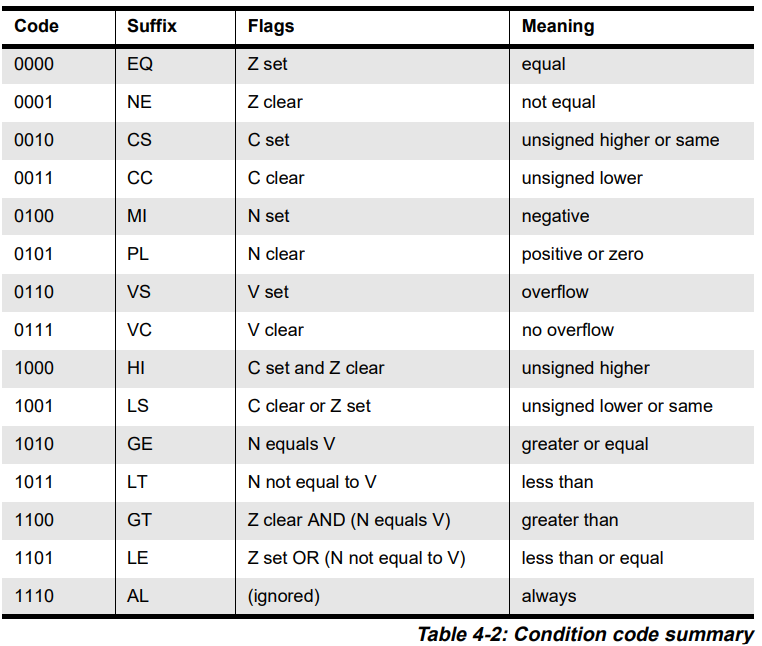 Code Suffix Flags Meaning
0000 EQ Z set equal
0001 NE Z clear not equal
0010 CS C set unsigned higher or same
0011 CC C clear unsigned lower
0100 MI N set negative
0101 PL N clear positive or zero
0110 VS V set overflow
0111 VC V clear no overflow
1000 HI C set and Z clear unsigned higher
1001 LS C clear or Z set unsigned lower or same
1010 GE N equals V greater or equal
1011 LT N not equal to V less than
1100 GT Z clear AND (N equals V) greater than
1101 LE Z set OR (N not equal to V) less than or equal
1110 AL (ignored) always
Table 4-2: Condition code summary